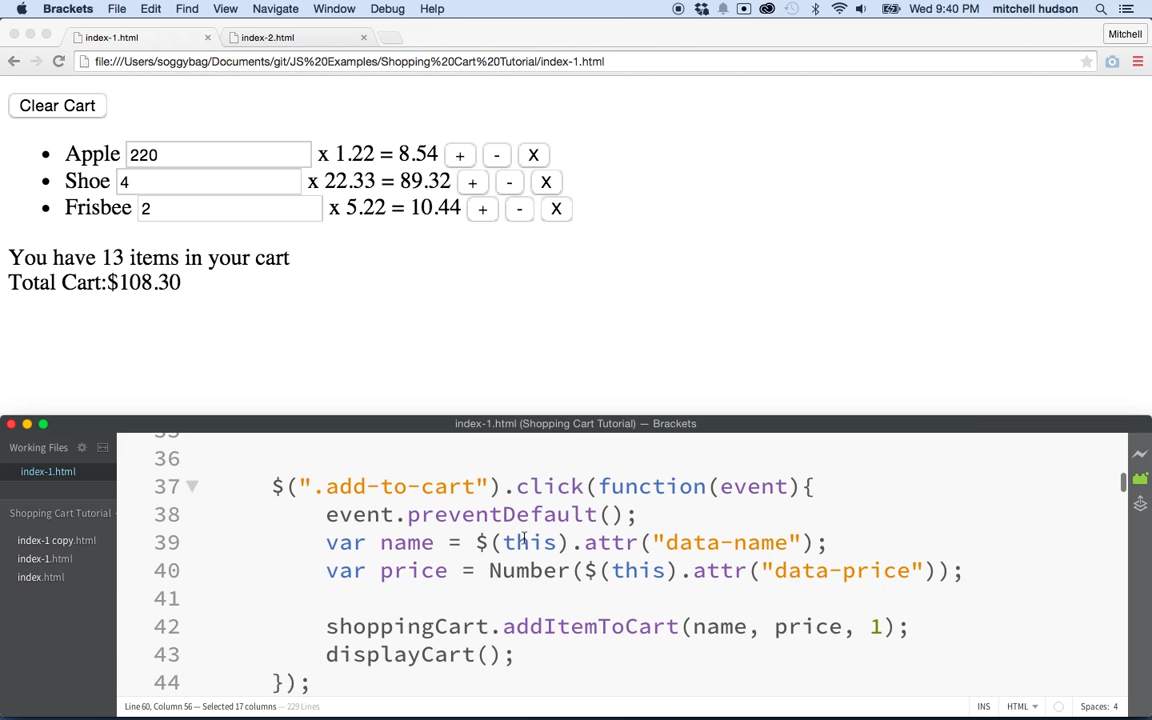 Brackets File Edit Find View Navigate Window Debug Help Wed 9:40 PM mitchell hudson
index-1.html index-2.html Mitchell
file:///Users/soggybag/Documents/git/JS%20Examples/Shopping%20Cart%20Tutorial/index-1.html
Clear Cart
• Apple 220 x 1.22 = 8.54 + - X
• Shoe 4 x 22.33 = 89.32 + - X
• Frisbee 2 x 5.22 = 10.44 + - X
You have 13 items in your cart
Total Cart:$108.30
index-1.html (Shopping Cart Tutorial) — Brackets
Working Files
index-1.html
Shopping Cart Tutorial
index-1 copy.html
index-1.html
index.html
35
36
37 $(".add-to-cart").click(function(event){
38 event.preventDefault();
39 var name = $(this).attr("data-name");
40 var price = Number($(this).attr("data-price"));
41
42 shoppingCart.addItemToCart(name, price, 1);
43 displayCart();
44 });
Line 60, Column 56 — Selected 17 columns — 229 Lines INS HTML Spaces: 4